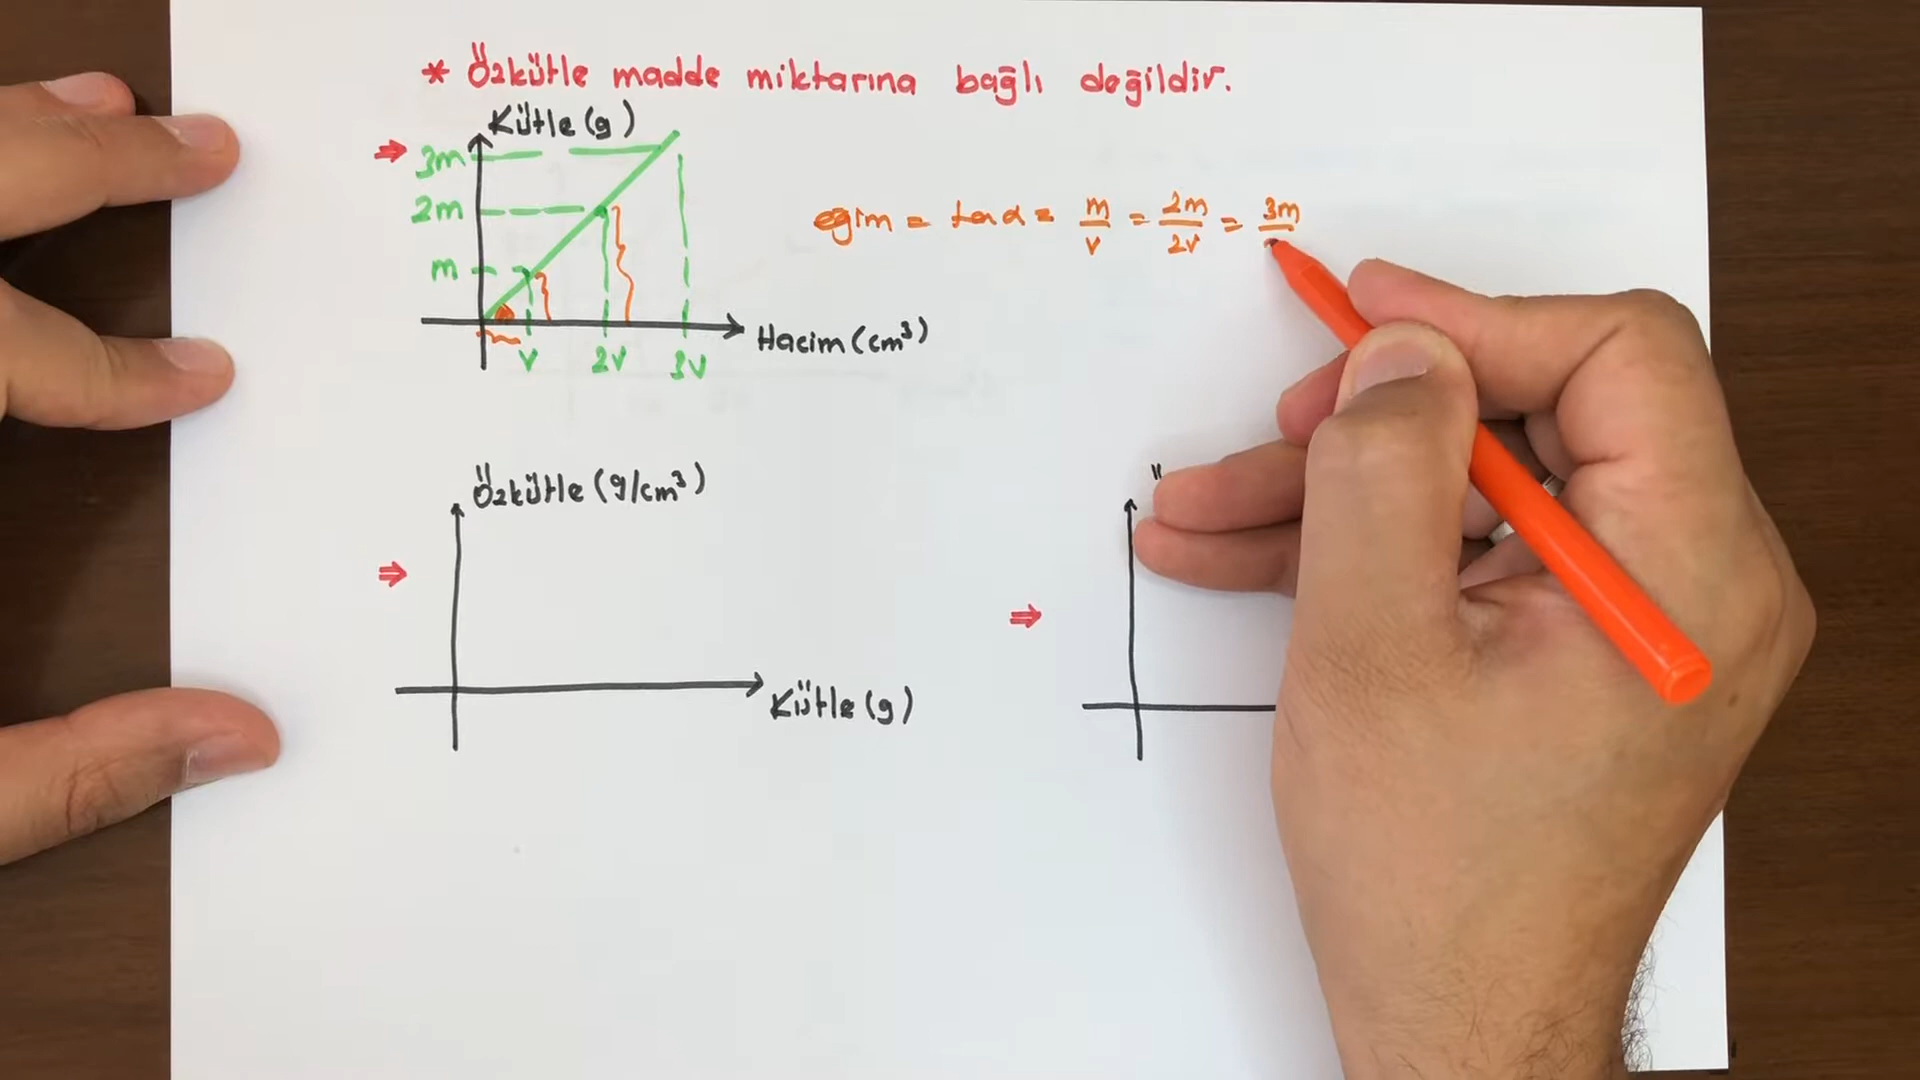 * Özkütle madde miktarına bağlı değildir.
Kütle (g)
⇒ 3m
2m
m
V 2V 3V
Hacim (cm³)
eğim = tan α = m/V = 2m/2V = 3m/
Özkütle (g/cm³)
⇒
Kütle (g)
⇒